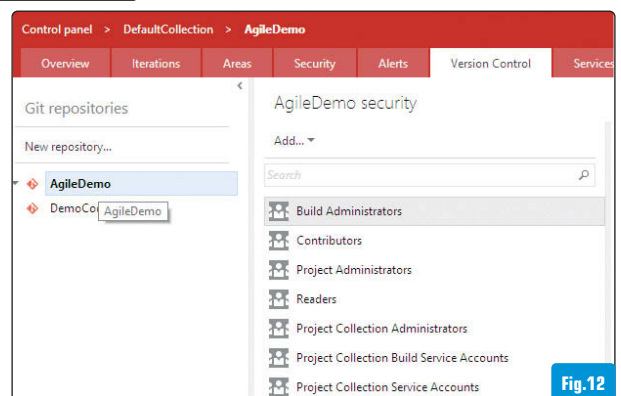 Control panel > DefaultCollection > AgileDemo
Overview Iterations Areas Security Alerts Version Control Services
Git repositories
New repository...
AgileDemo
DemoCo
AgileDemo
AgileDemo security
Add...
Search
Build Administrators
Contributors
Project Administrators
Readers
Project Collection Administrators
Project Collection Build Service Accounts
Project Collection Service Accounts
Fig.12